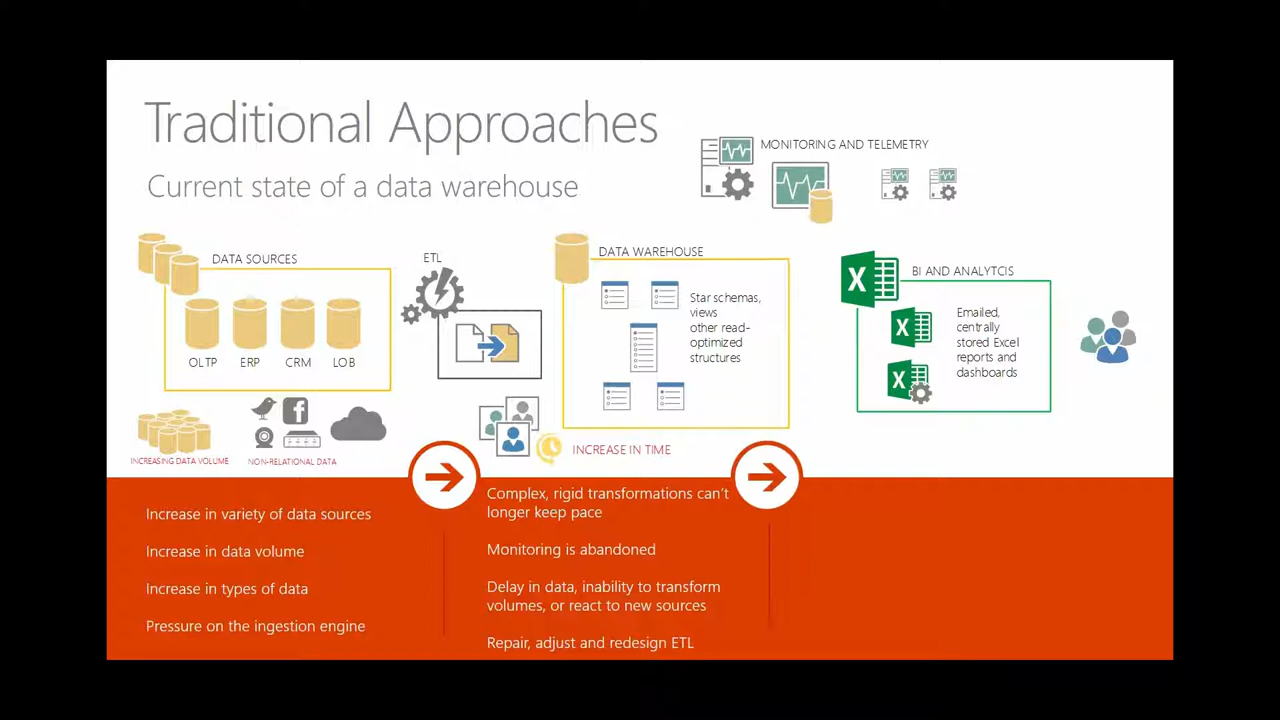 Traditional Approaches
Current state of a data warehouse
MONITORING AND TELEMETRY
DATA SOURCES
OLTP
ERP
CRM
LOB
INCREASING DATA VOLUME
NON-RELATIONAL DATA
ETL
INCREASE IN TIME
DATA WAREHOUSE
Star schemas,
views
other read-
optimized
structures
BI AND ANALYTCIS
Emailed,
centrally
stored Excel
reports and
dashboards
Increase in variety of data sources
Increase in data volume
Increase in types of data
Pressure on the ingestion engine
Complex, rigid transformations can't
longer keep pace
Monitoring is abandoned
Delay in data, inability to transform
volumes, or react to new sources
Repair, adjust and redesign ETL